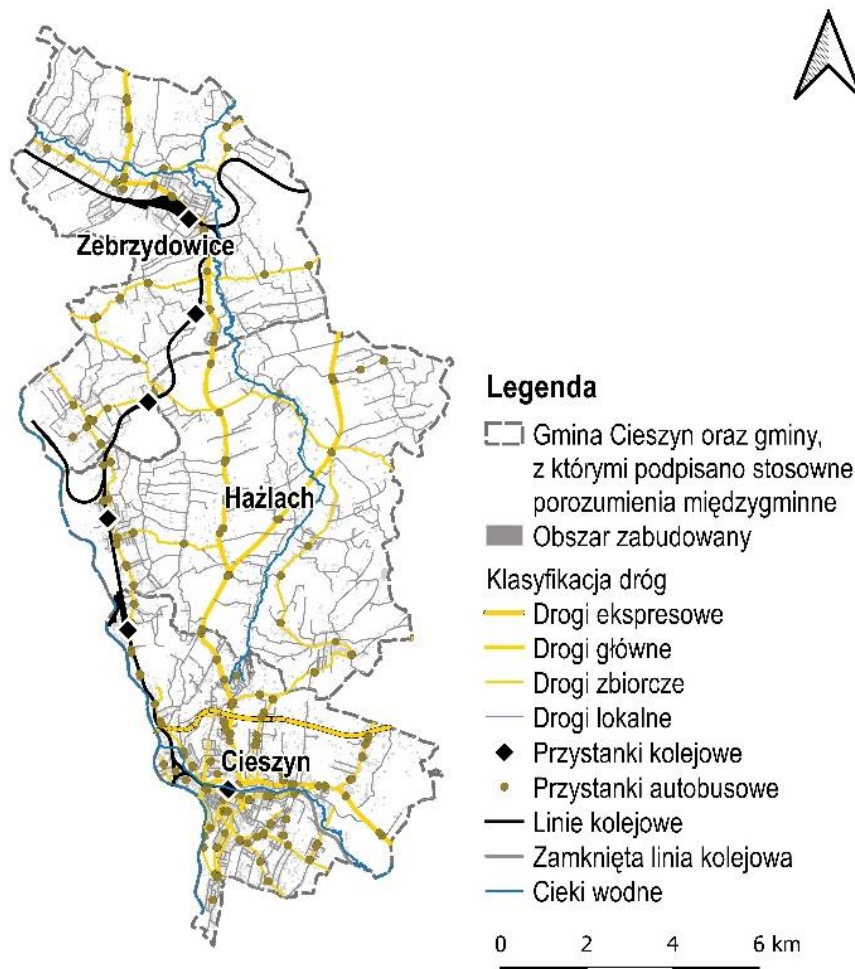 Zebrzydowice
Hażlach
Cieszyn
Legenda
Gmina Cieszyn oraz gminy,
z którymi podpisano stosowne
porozumienia międzygminne
Obszar zabudowany
Klasyfikacja dróg
Drogi ekspresowe
Drogi główne
Drogi zbiorcze
Drogi lokalne
Przystanki kolejowe
Przystanki autobusowe
Linie kolejowe
Zamknięta linia kolejowa
Cieki wodne
0 2 4 6 km